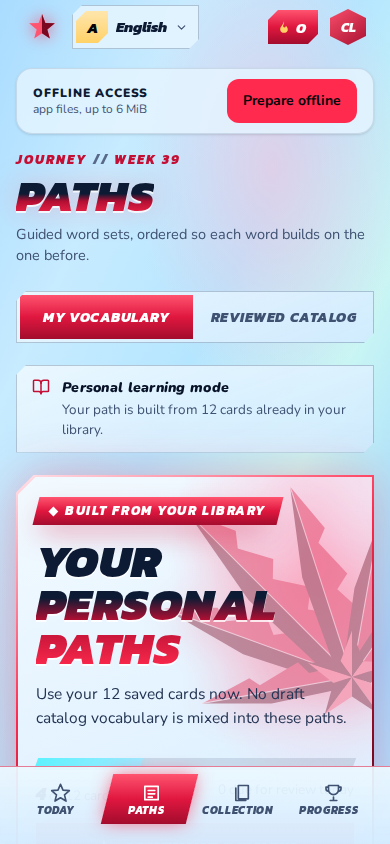 A English
0
CL
OFFLINE ACCESS
app files, up to 6 MiB
Prepare offline
JOURNEY // WEEK 39
PATHS
Guided word sets, ordered so each word builds on the
one before.
MY VOCABULARY
REVIEWED CATALOG
Personal learning mode
Your path is built from 12 cards already in your
library.
◆ BUILT FROM YOUR LIBRARY
YOUR
PERSONAL
PATHS
Use your 12 saved cards now. No draft
catalog vocabulary is mixed into these paths.
TODAY
PATHS
COLLECTION
PROGRESS